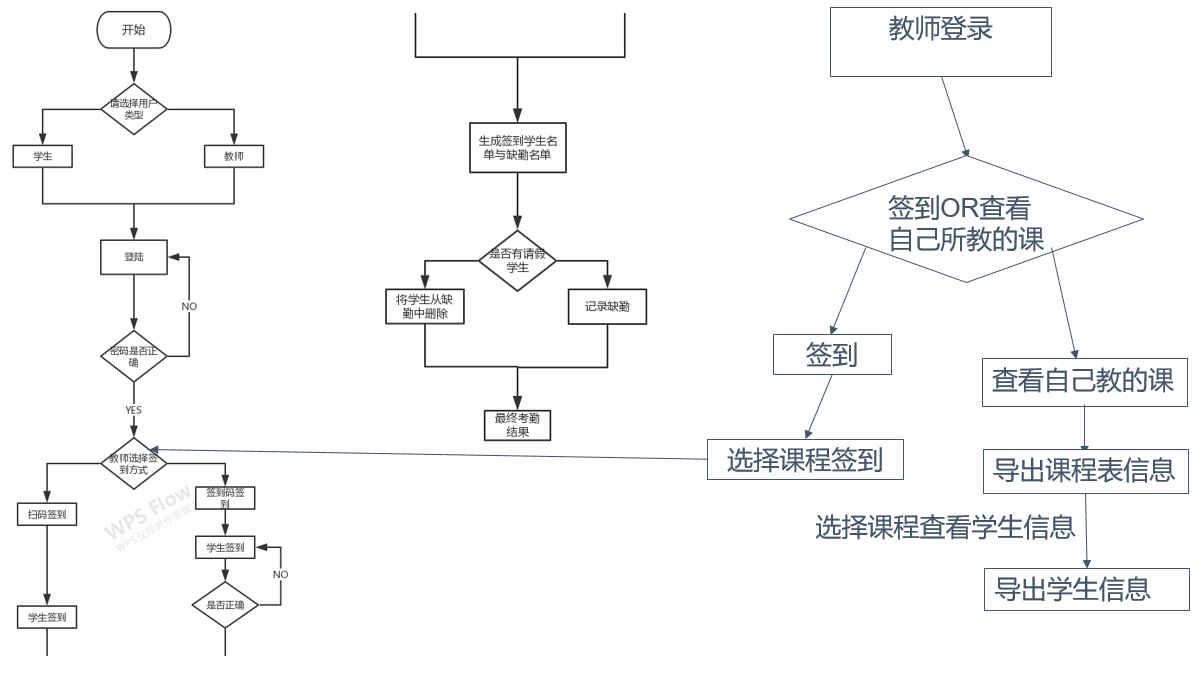 开始
请选择用户
类型
学生
教师
登陆
NO
密码是否正
确
YES
教师选择签
到方式
扫码签到
签到码签
到
学生签到
NO
是否正确
学生签到
WPS Flow
生成签到学生名
单与缺勤名单
是否有请假
学生
将学生从缺
勤中删除
记录缺勤
最终考勤
结果
教师登录
签到OR查看
自己所教的课
签到
查看自己教的课
选择课程签到
导出课程表信息
选择课程查看学生信息
导出学生信息